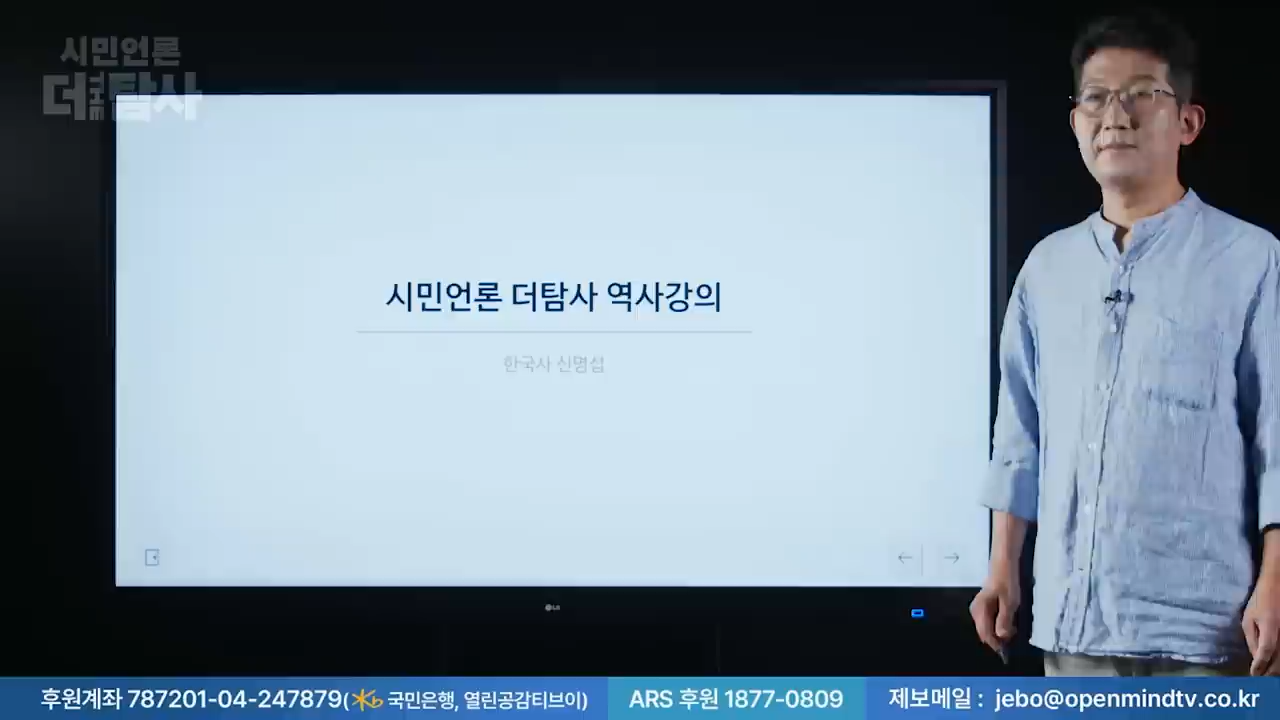 시민언론
더탐사
시민언론 더탐사 역사강의
한국사 신명섭
LG
후원계좌 787201-04-247879( 국민은행, 열린공감티브이)
ARS 후원 1877-0809
제보메일 : jebo@openmindtv.co.kr